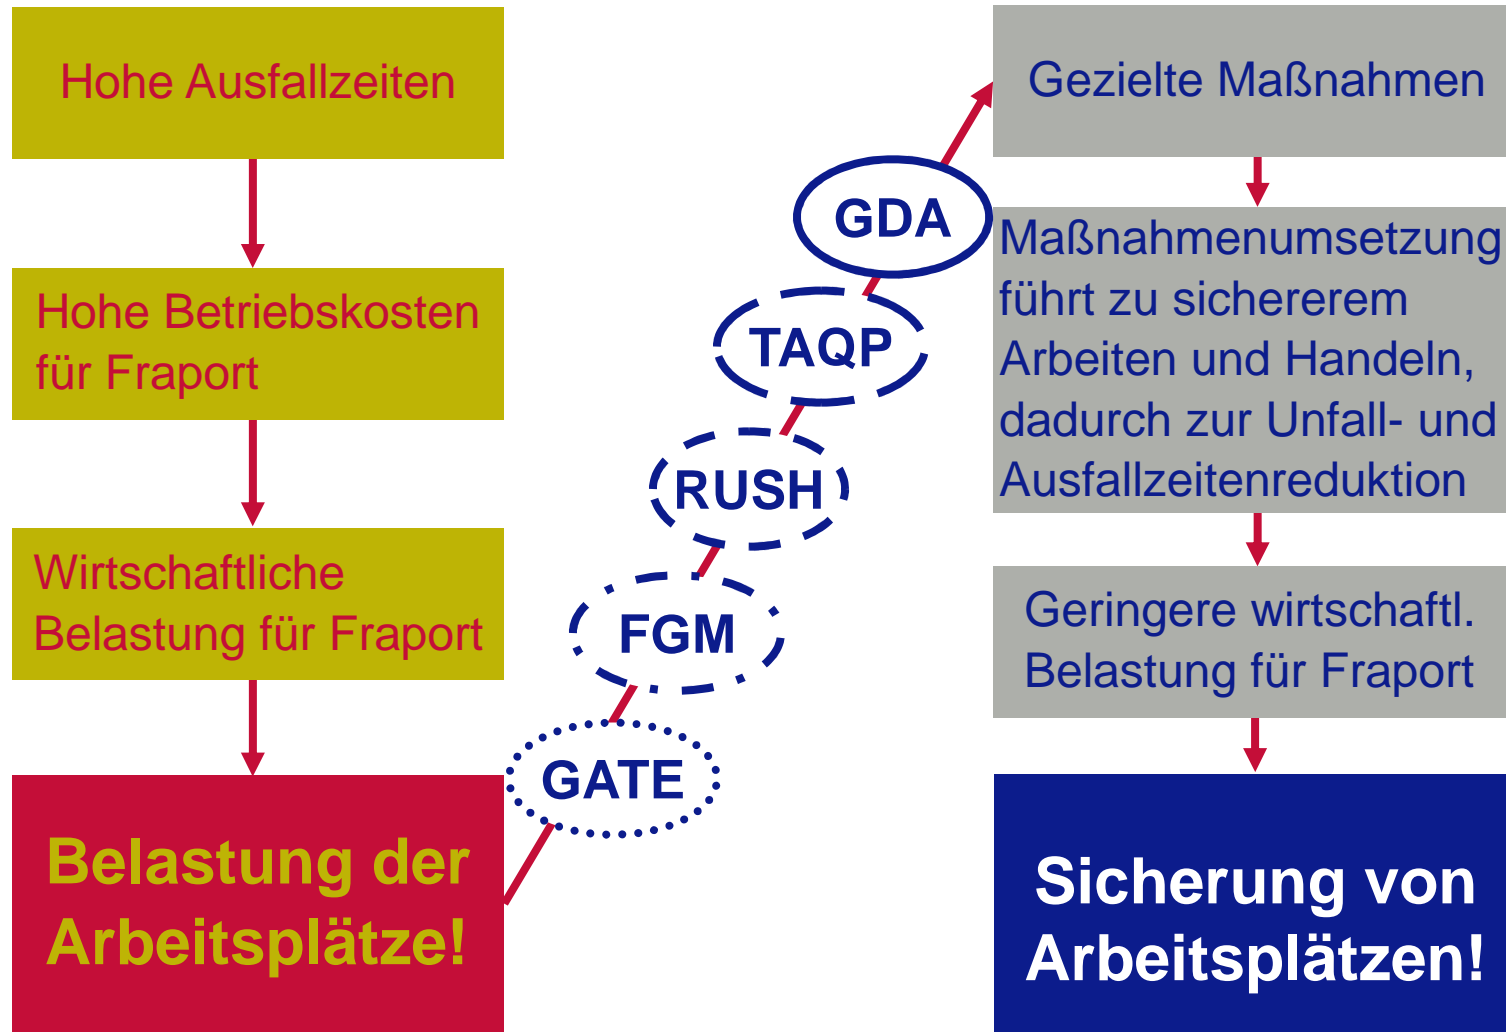 Hohe Ausfallzeiten
Hohe Betriebskosten
für Fraport
Wirtschaftliche
Belastung für Fraport
Belastung der
Arbeitsplätze!
GATE
FGM
RUSH
TAQP
GDA
Gezielte Maßnahmen
Maßnahmenumsetzung
führt zu sichererem
Arbeiten und Handeln,
dadurch zur Unfall- und
Ausfallzeitenreduktion
Geringere wirtschaftl.
Belastung für Fraport
Sicherung von
Arbeitsplätzen!